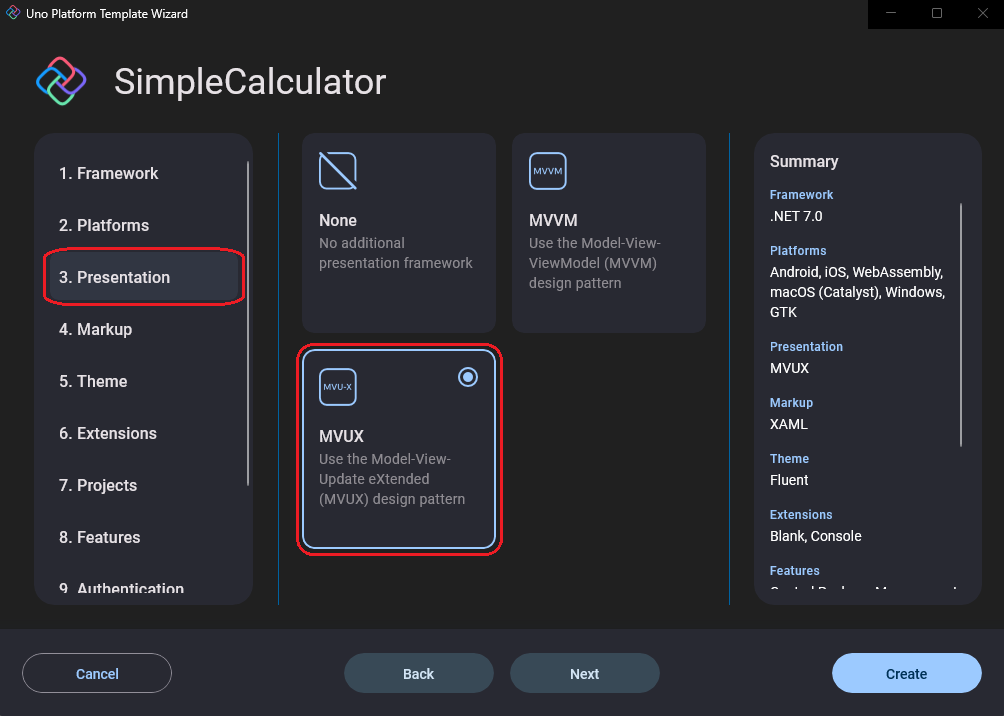 Uno Platform Template Wizard
SimpleCalculator
1. Framework
2. Platforms
3. Presentation
4. Markup
5. Theme
6. Extensions
7. Projects
8. Features
9. Authentication
None
No additional
presentation framework
MVVM
MVVM
Use the Model-View-
ViewModel (MVVM)
design pattern
MVU-X
MVUX
Use the Model-View-
Update eXtended
(MVUX) design pattern
Summary
Framework
.NET 7.0
Platforms
Android, iOS, WebAssembly,
macOS (Catalyst), Windows,
GTK
Presentation
MVUX
Markup
XAML
Theme
Fluent
Extensions
Blank, Console
Features
Cancel
Back
Next
Create